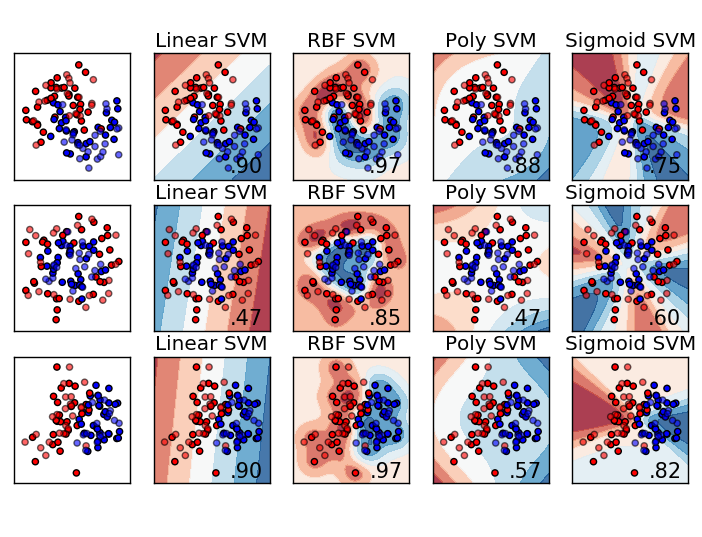 Linear SVM RBF SVM Poly SVM Sigmoid SVM
.90 .97 .88 .75
Linear SVM RBF SVM Poly SVM Sigmoid SVM
.47 .85 .47 .60
Linear SVM RBF SVM Poly SVM Sigmoid SVM
.90 .97 .57 .82